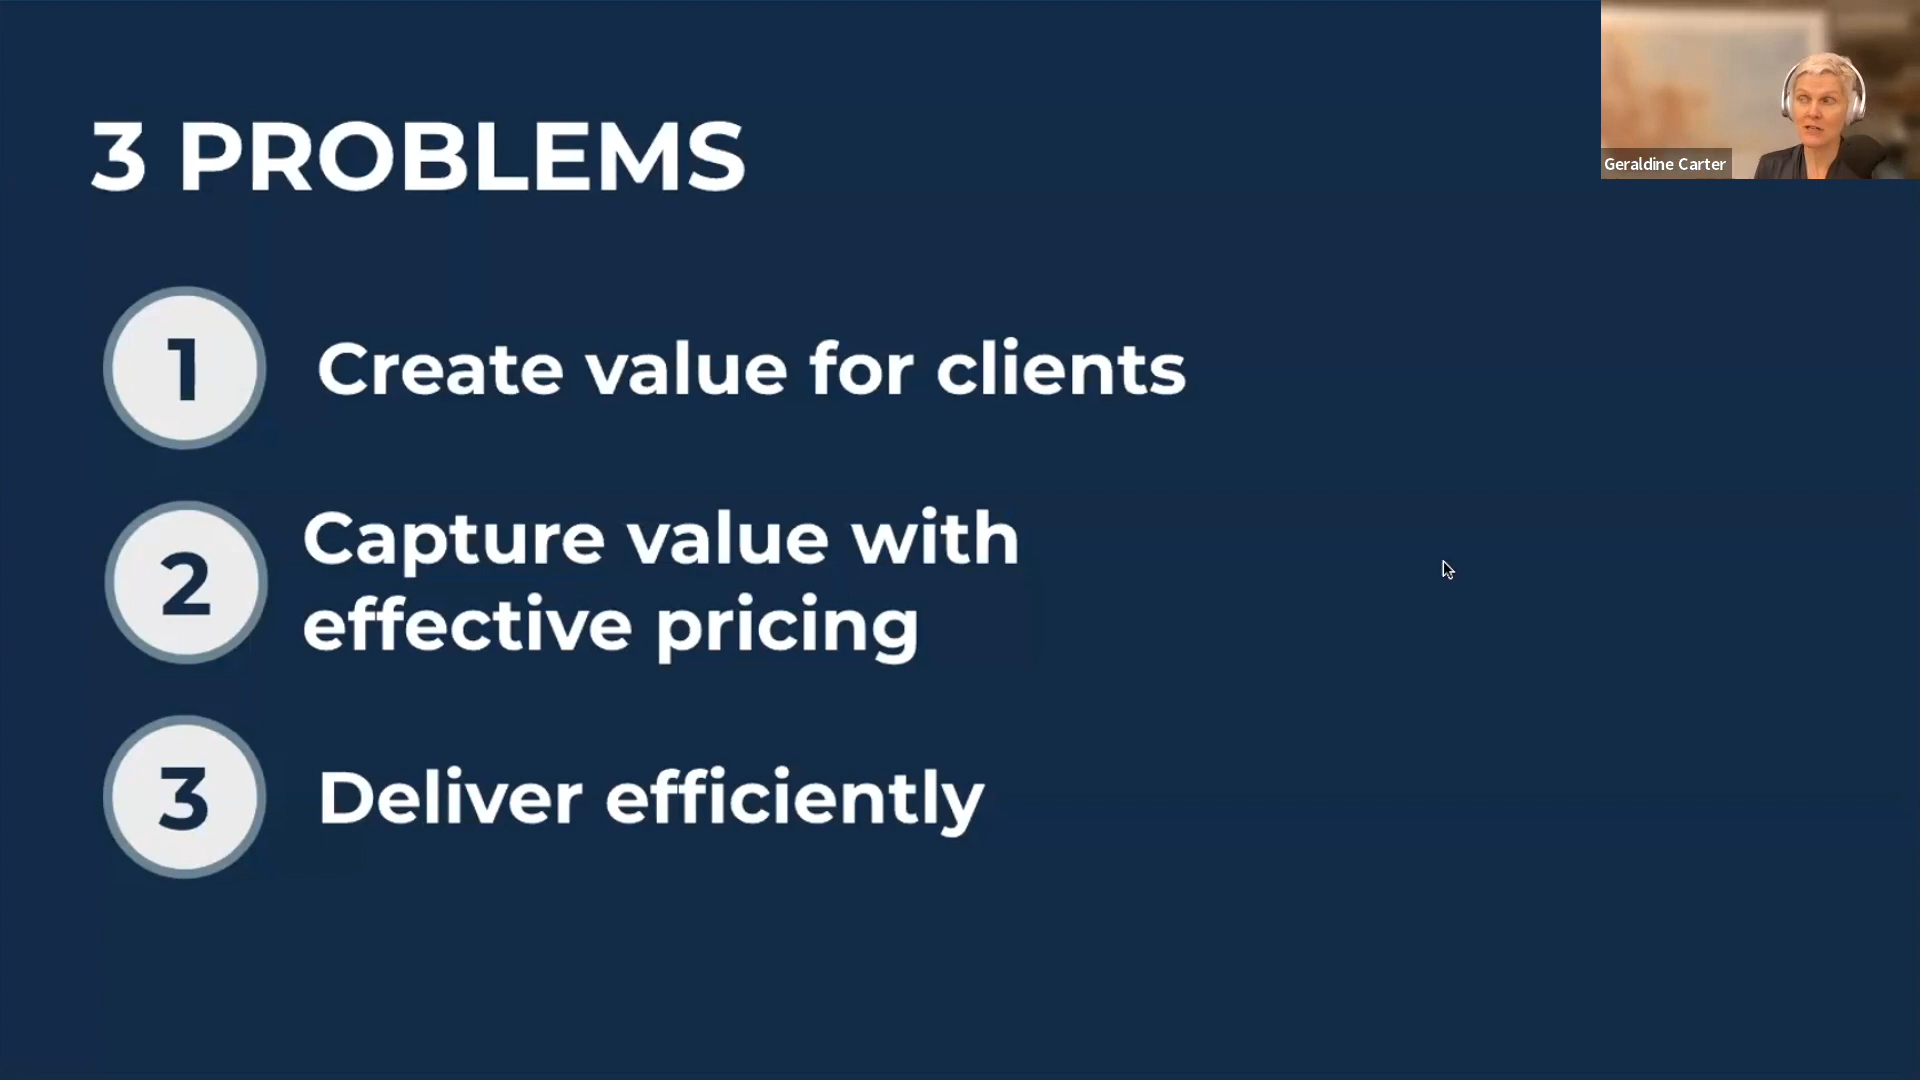 3 PROBLEMS
Geraldine Carter
1
Create value for clients
2
Capture value with
effective pricing
3
Deliver efficiently